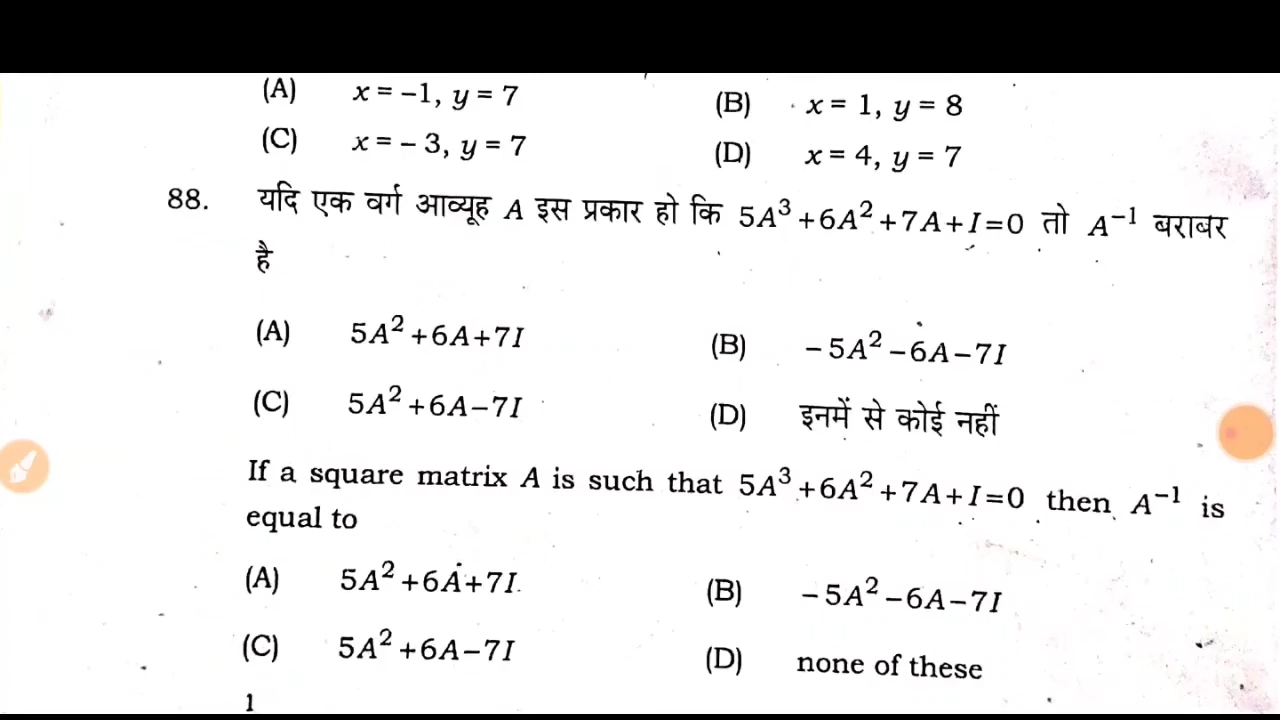 (A) x = –1, y = 7 (B) x = 1, y = 8
(C) x = – 3, y = 7 (D) x = 4, y = 7
88. यदि एक वर्ग आव्यूह A इस प्रकार हो कि 5A³ + 6A² + 7A + I = 0 तो A⁻¹ बराबर
है
(A) 5A² + 6A + 7I (B) – 5A² – 6A – 7I
(C) 5A² + 6A – 7I (D) इनमें से कोई नहीं
If a square matrix A is such that 5A³ + 6A² + 7A + I = 0 then A⁻¹ is
equal to
(A) 5A² + 6A + 7I (B) – 5A² – 6A – 7I
(C) 5A² + 6A – 7I (D) none of these
1